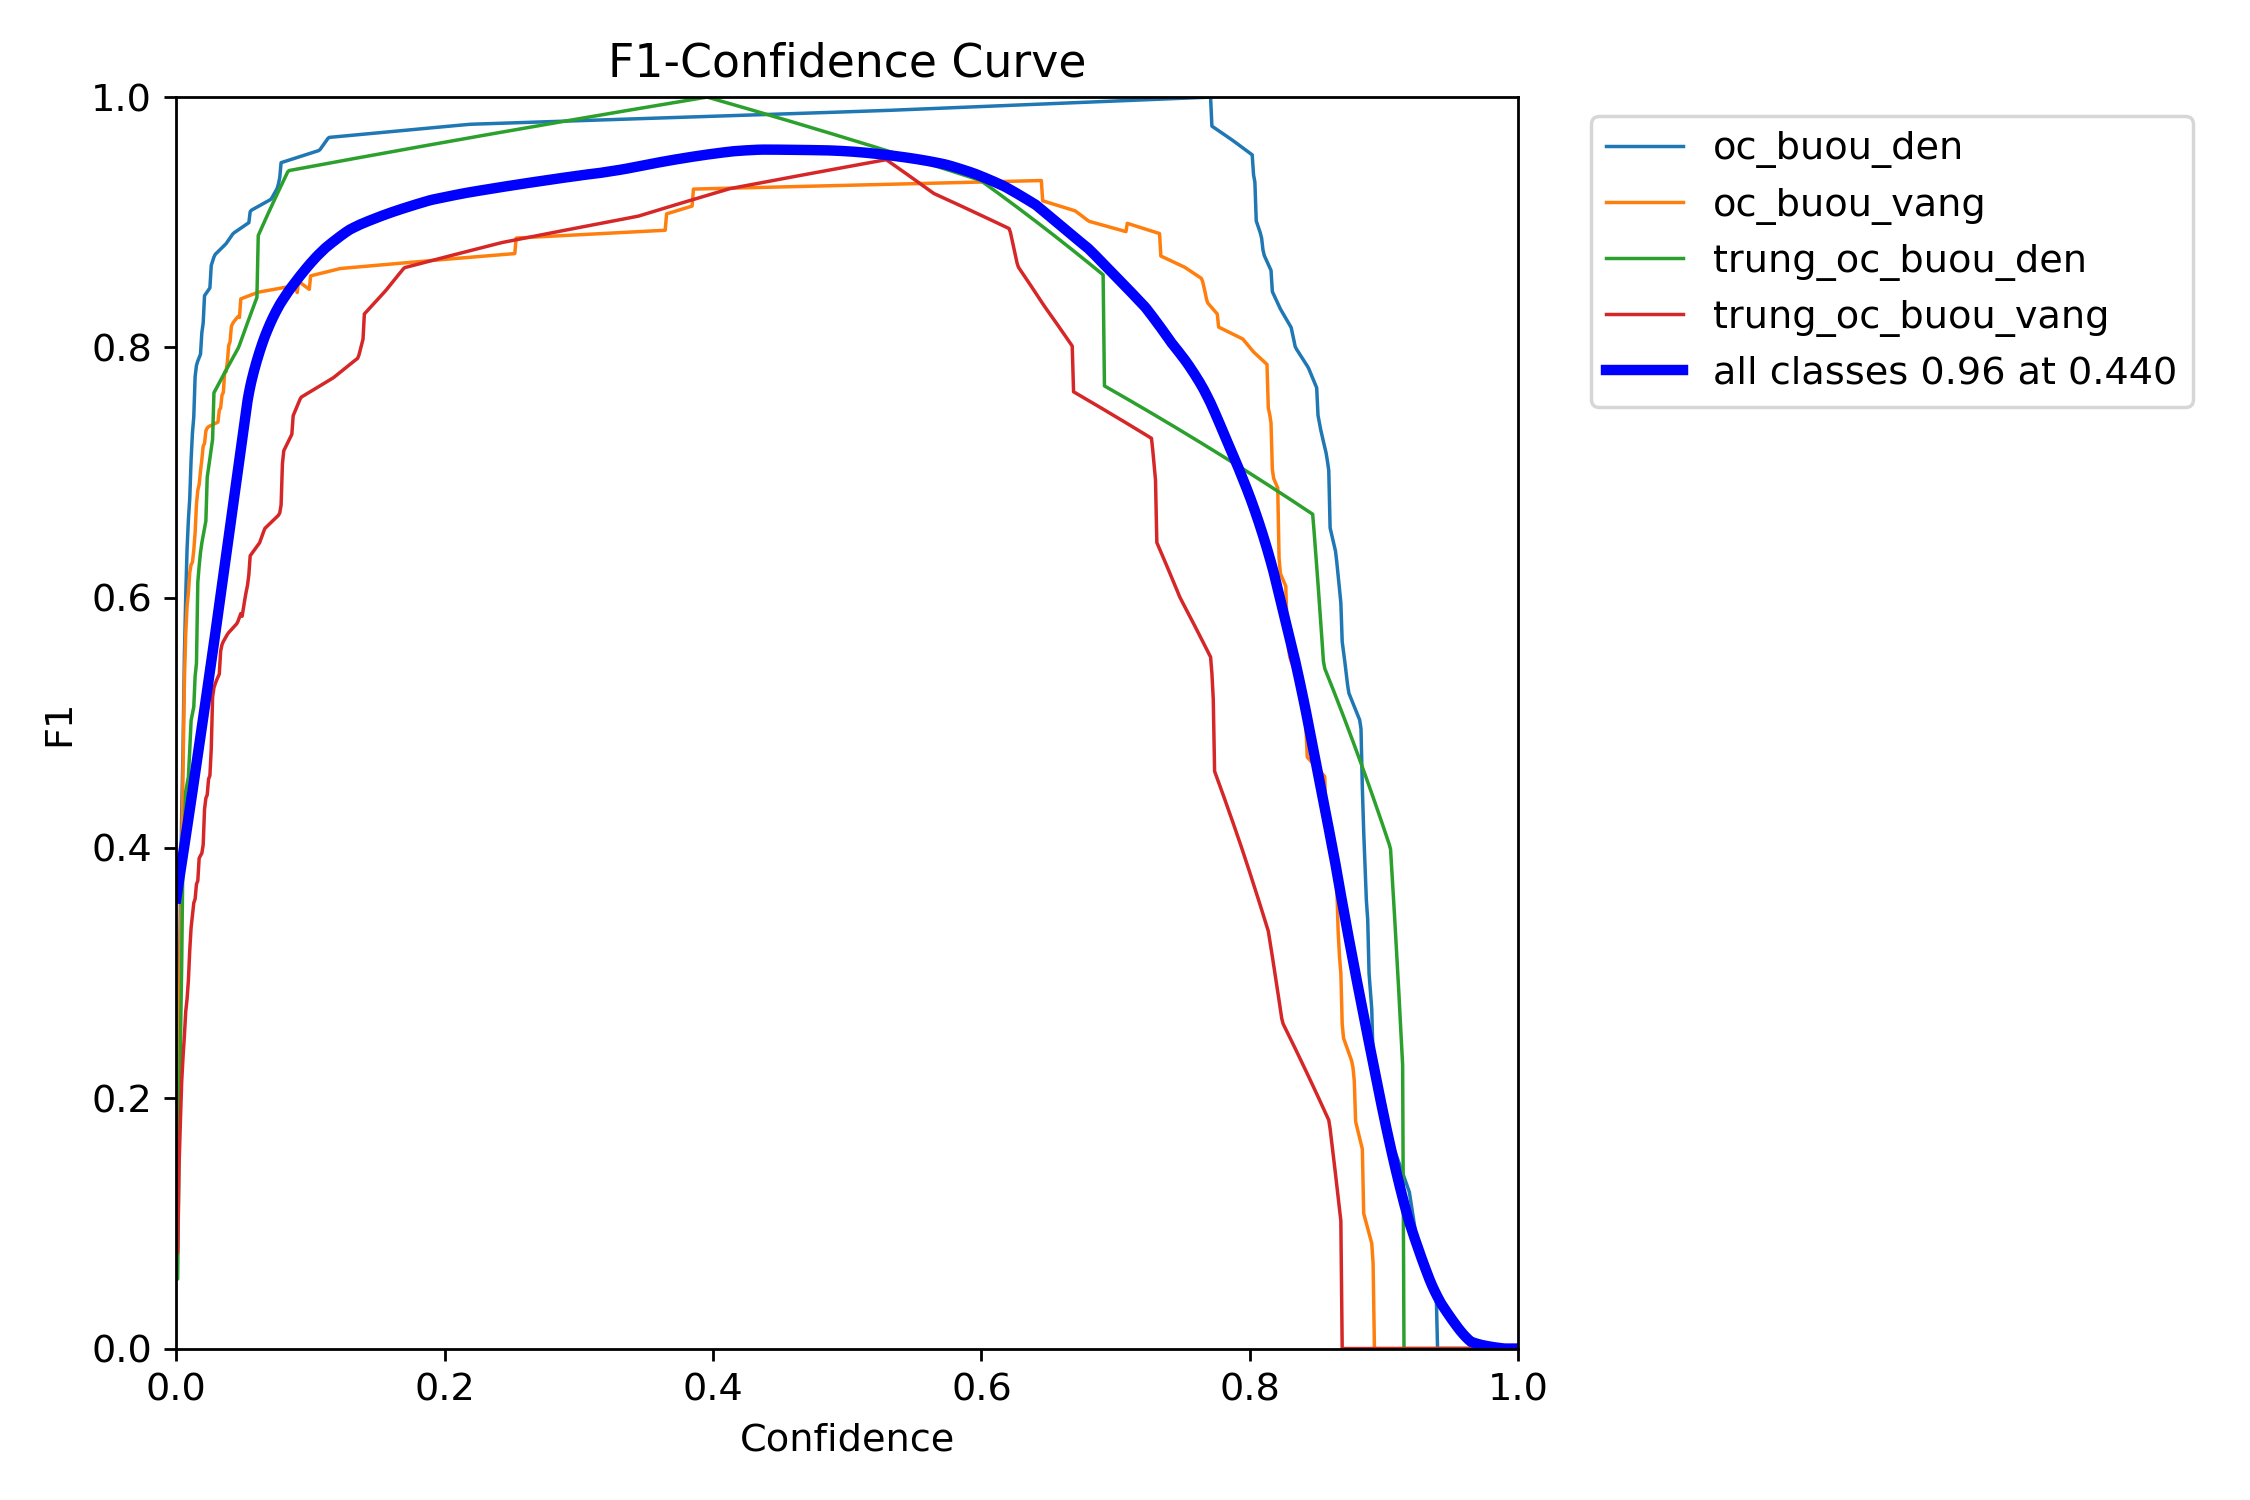 F1-Confidence Curve
1.0
0.8
0.6
0.4
0.2
0.0
F1
0.0 0.2 0.4 0.6 0.8 1.0
Confidence
oc_buou_den
oc_buou_vang
trung_oc_buou_den
trung_oc_buou_vang
all classes 0.96 at 0.440